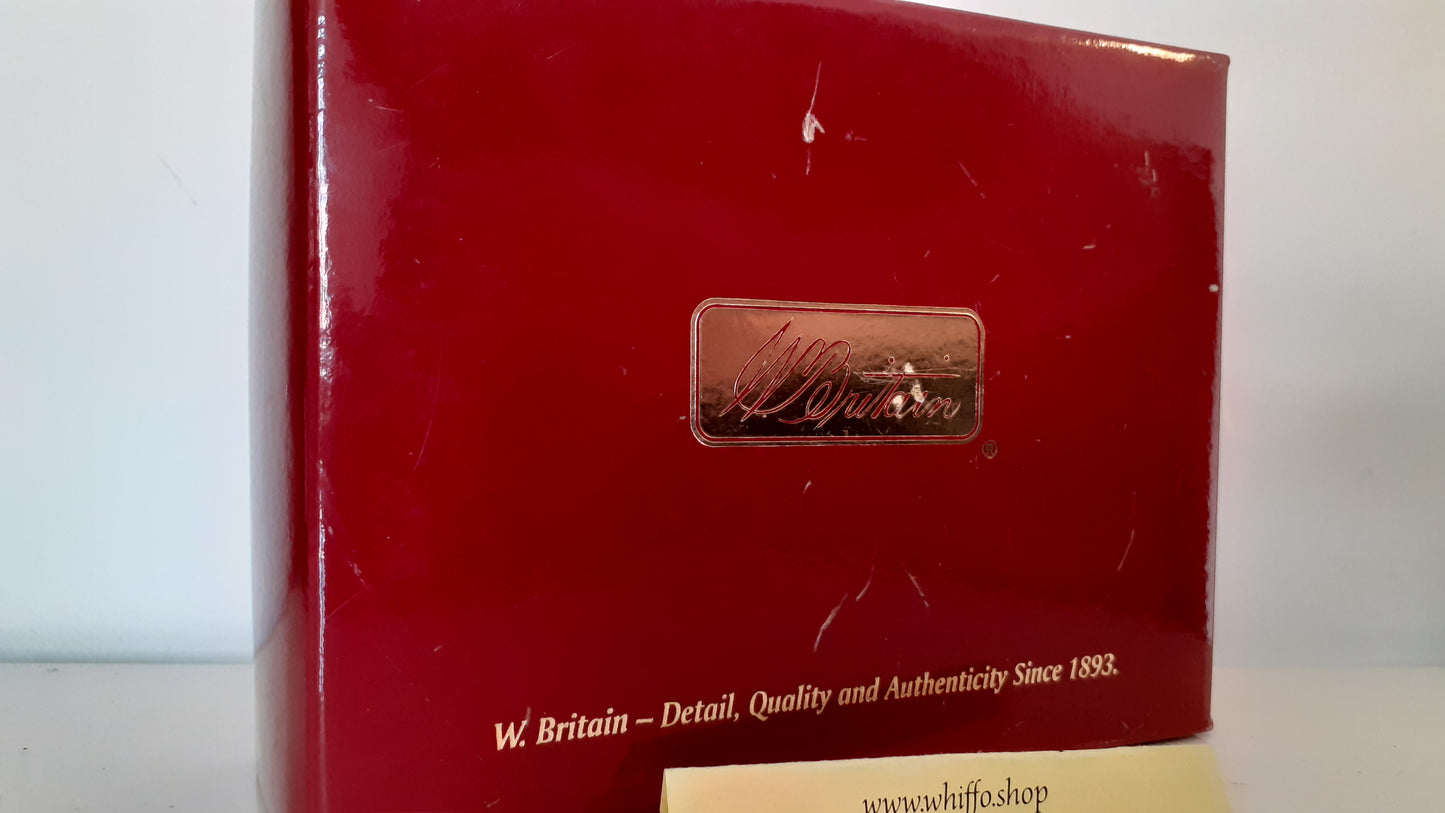 W. Britain
®
W. Britain – Detail, Quality and Authenticity Since 1893.
www.whiffo.shop